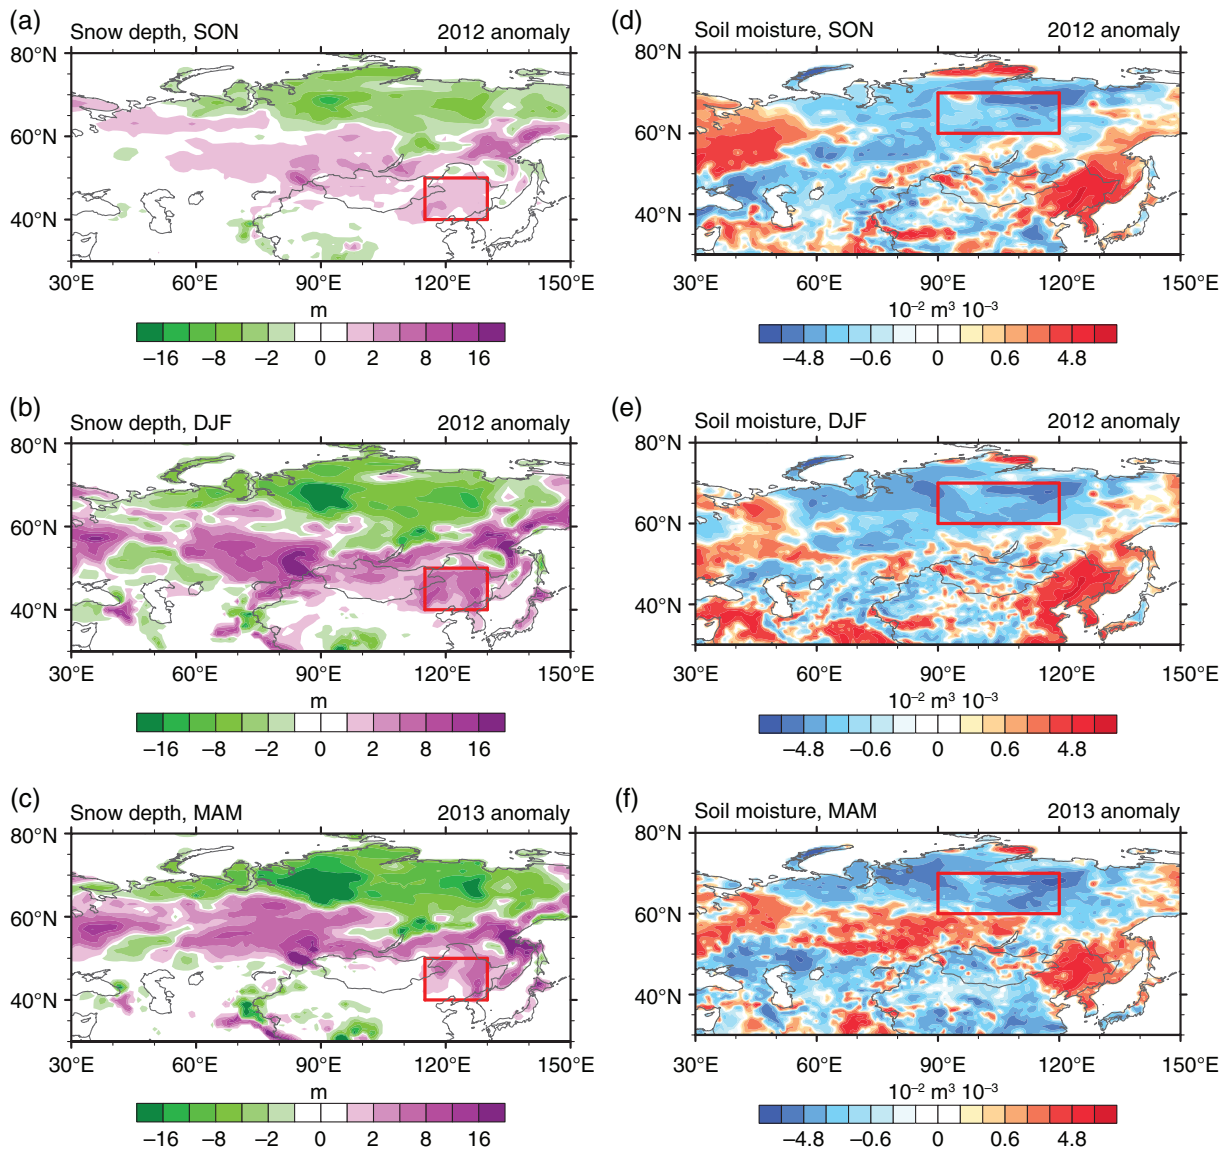 (a)
Snow depth, SON 2012 anomaly
80°N
60°N
40°N
30°E 60°E 90°E 120°E 150°E
m
−16 −8 −2 0 2 8 16
(d)
Soil moisture, SON 2012 anomaly
80°N
60°N
40°N
30°E 60°E 90°E 120°E 150°E
10⁻² m³ 10⁻³
−4.8 −0.6 0 0.6 4.8
(b)
Snow depth, DJF 2012 anomaly
80°N
60°N
40°N
30°E 60°E 90°E 120°E 150°E
m
−16 −8 −2 0 2 8 16
(e)
Soil moisture, DJF 2012 anomaly
80°N
60°N
40°N
30°E 60°E 90°E 120°E 150°E
10⁻² m³ 10⁻³
−4.8 −0.6 0 0.6 4.8
(c)
Snow depth, MAM 2013 anomaly
80°N
60°N
40°N
30°E 60°E 90°E 120°E 150°E
m
−16 −8 −2 0 2 8 16
(f)
Soil moisture, MAM 2013 anomaly
80°N
60°N
40°N
30°E 60°E 90°E 120°E 150°E
10⁻² m³ 10⁻³
−4.8 −0.6 0 0.6 4.8